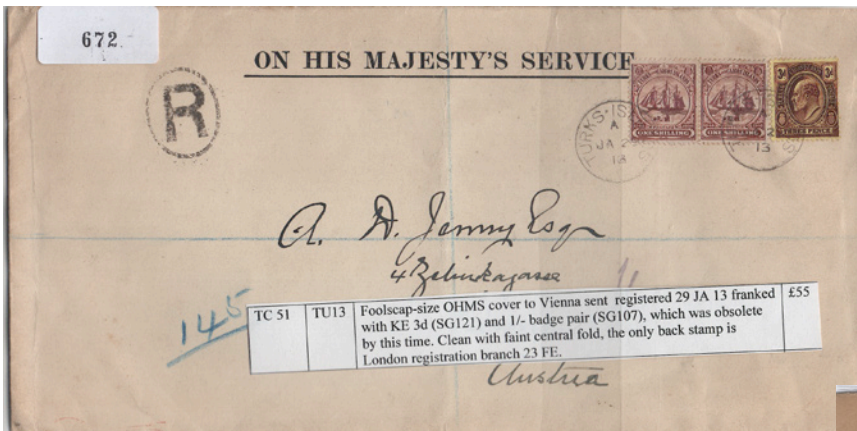 672
ON HIS MAJESTY'S SERVICE
R
TURKS·IS
A
JA 2
13
ONE SHILLING
ONE SHILLING
3d 3d
THREE PENCE
13
A. D. Jenny Esq
4 Zelinkagasse
145
TC 51 TU13 Foolscap-size OHMS cover to Vienna sent registered 29 JA 13 franked £55
with KE 3d (SG121) and 1/- badge pair (SG107), which was obsolete
by this time. Clean with faint central fold, the only back stamp is
London registration branch 23 FE.
Austria